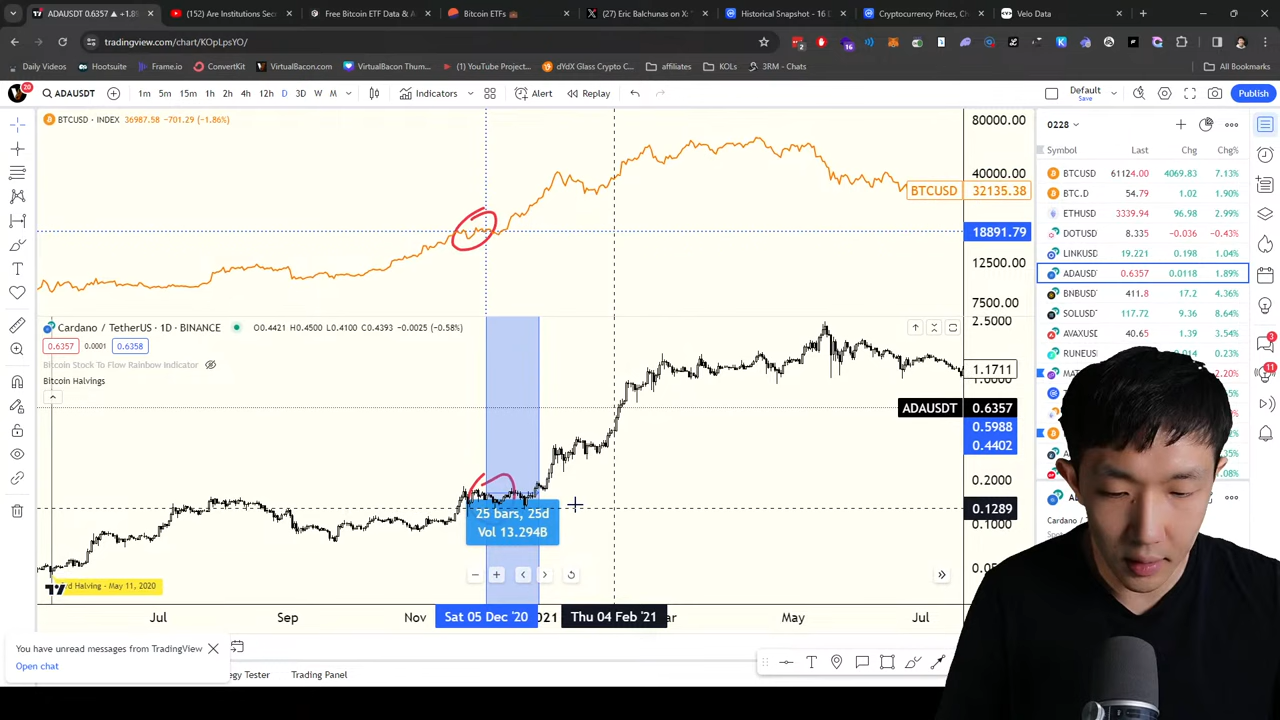 ADAUSDT 0.6357 ▲ +1.8
(152) Are Institutions Sec
Free Bitcoin ETF Data & A
Bitcoin ETFs
(27) Eric Balchunas on X:
Historical Snapshot - 16 D
Cryptocurrency Prices, Ch
Velo Data
tradingview.com/chart/KOpLpsYO/
Daily Videos
Hootsuite
Frame.io
ConvertKit
VirtualBacon.com
VirtualBacon Thum...
(1) YouTube Project...
dYdX Glass Crypto C...
affiliates
KOLs
3RM - Chats
All Bookmarks
20
ADAUSDT
1m 5m 15m 1h 2h 4h 12h D 3D W M
Indicators
Alert
Replay
Default
Save
Publish
BTCUSD · INDEX 36987.58 −701.29 (−1.86%)
80000.00
40000.00
BTCUSD 32135.38
18891.79
12500.00
7500.00
Cardano / TetherUS · 1D · BINANCE
O0.4421 H0.4500 L0.4100 C0.4393 −0.0025 (−0.58%)
0.6357 0.0001 0.6358
Bitcoin Stock To Flow Rainbow Indicator
Bitcoin Halvings
2.5000
1.1711
1.0000
ADAUSDT 0.6357
0.5988
0.4402
0.2000
0.1289
0.1000
25 bars, 25d
Vol 13.294B
rd Halving - May 11, 2020
Jul
Sep
Nov
Sat 05 Dec '20
Thu 04 Feb '21
May
Jul
You have unread messages from TradingView
Open chat
Trading Panel
0228
Symbol Last Chg Chg%
BTCUSD 61124.00 4069.83 7.13%
BTC.D 54.79 1.02 1.90%
ETHUSD 3339.94 96.98 2.99%
DOTUSD 8.335 −0.036 −0.43%
LINKUSD 19.221 0.198 1.04%
ADAUSD 0.6357 0.0118 1.89%
BNBUSD 411.8 17.2 4.36%
SOLUSD 117.72 9.36 8.64%
AVAXUSD 40.65 1.39 3.54%
RUNEUS
3%
2.20%